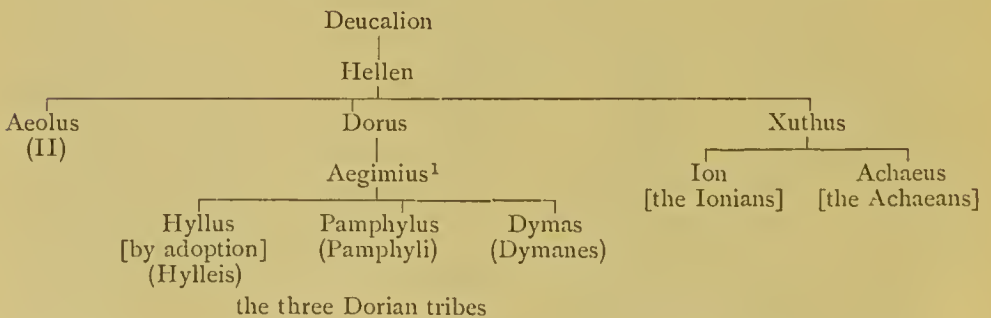 Deucalion
Hellen
Aeolus Dorus Xuthus
(II)
Aegimius¹ Ion Achaeus
[the Ionians] [the Achaeans]
Hyllus Pamphylus Dymas
[by adoption] (Pamphyli) (Dymanes)
(Hylleis)
the three Dorian tribes